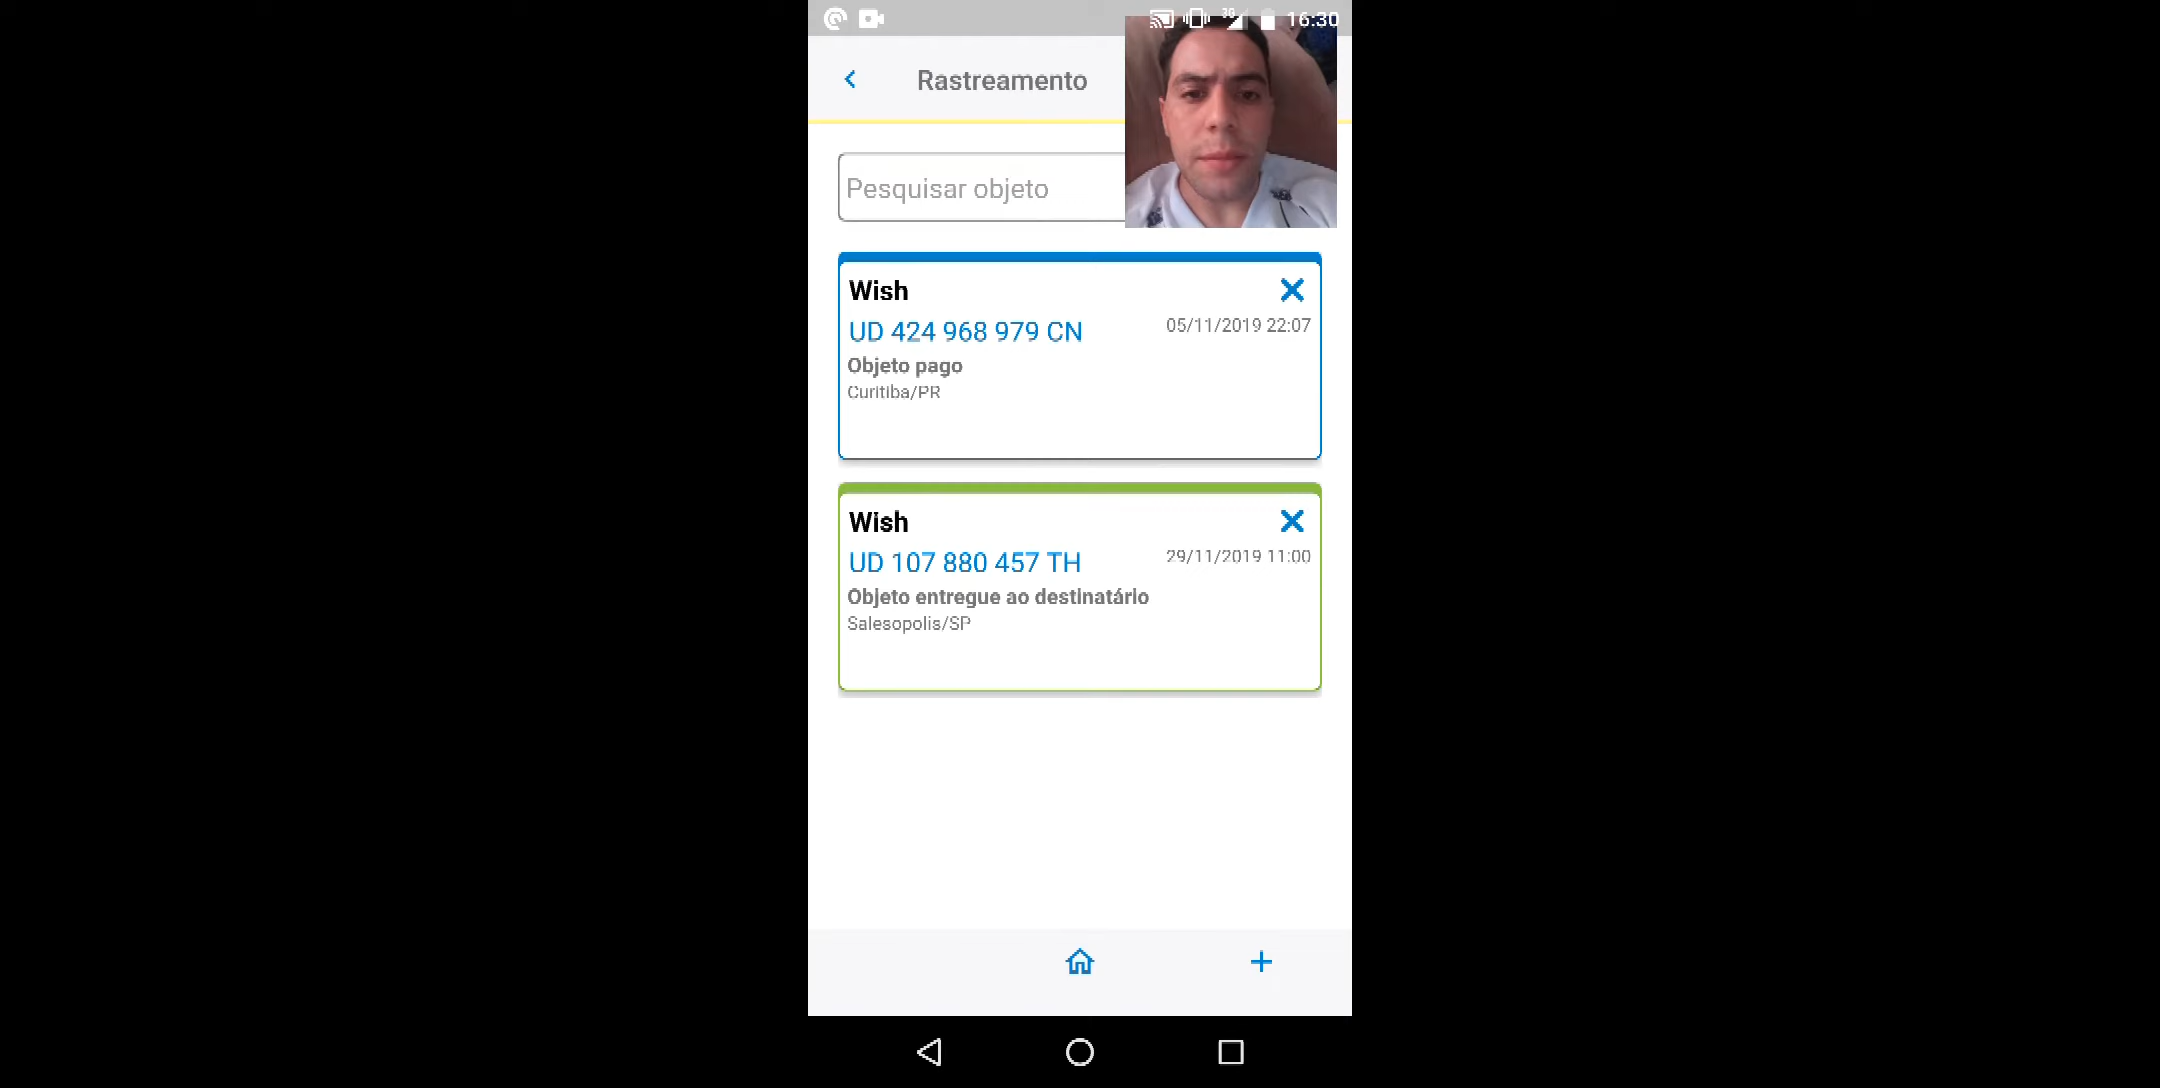 3G 16:30
Rastreamento
Pesquisar objeto
Wish
UD 424 968 979 CN
05/11/2019 22:07
Objeto pago
Curitiba/PR
Wish
UD 107 880 457 TH
29/11/2019 11:00
Objeto entregue ao destinatário
Salesopolis/SP